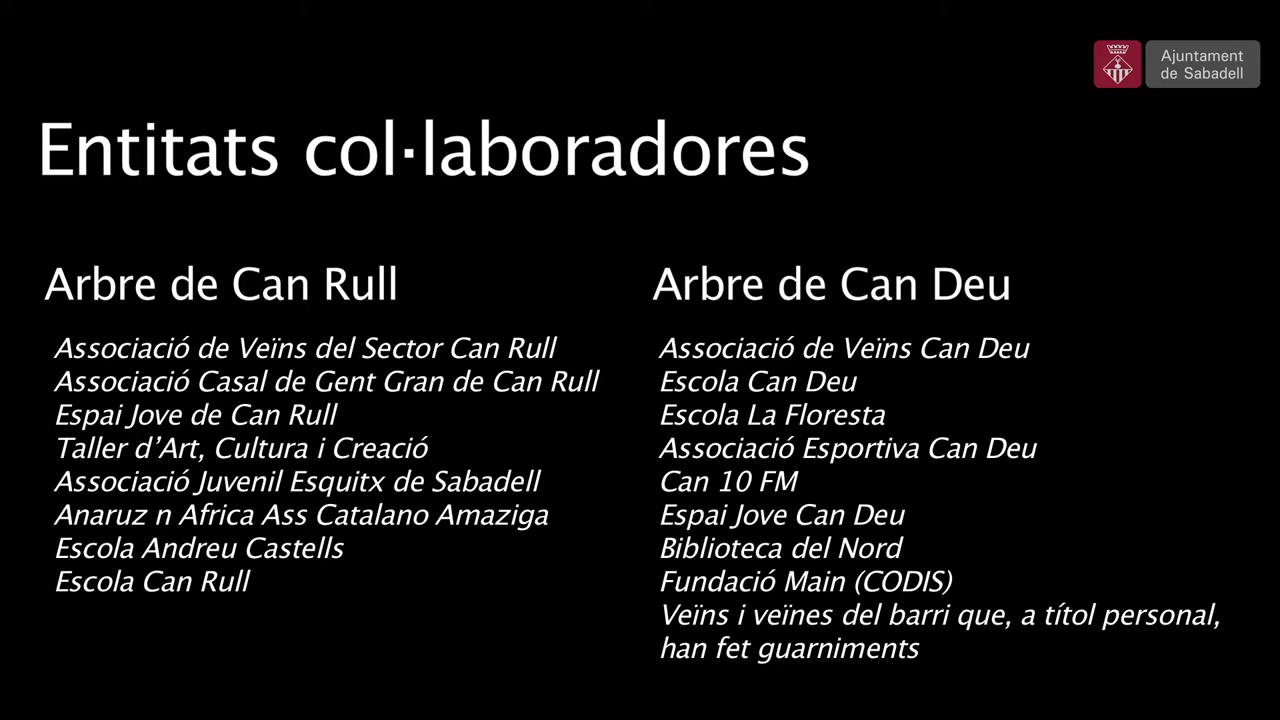 Ajuntament
de Sabadell
Entitats col·laboradores
Arbre de Can Rull
Associació de Veïns del Sector Can Rull
Associació Casal de Gent Gran de Can Rull
Espai Jove de Can Rull
Taller d’Art, Cultura i Creació
Associació Juvenil Esquitx de Sabadell
Anaruz n Africa Ass Catalano Amaziga
Escola Andreu Castells
Escola Can Rull
Arbre de Can Deu
Associació de Veïns Can Deu
Escola Can Deu
Escola La Floresta
Associació Esportiva Can Deu
Can 10 FM
Espai Jove Can Deu
Biblioteca del Nord
Fundació Main (CODIS)
Veïns i veïnes del barri que, a títol personal,
han fet guarniments